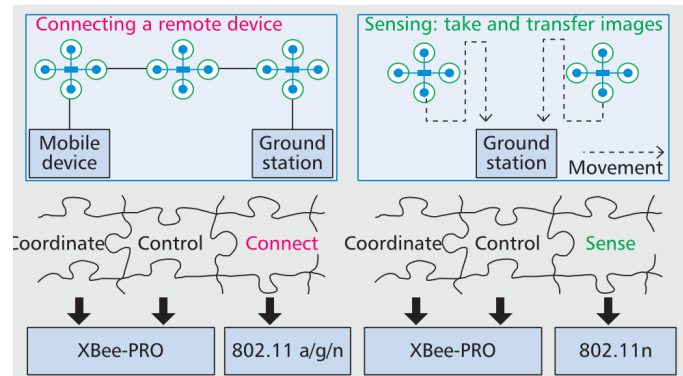 Connecting a remote device
Mobile
device
Ground
station
Sensing: take and transfer images
Ground
station
Movement
Coordinate
Control
Connect
Coordinate
Control
Sense
XBee-PRO
802.11 a/g/n
XBee-PRO
802.11n